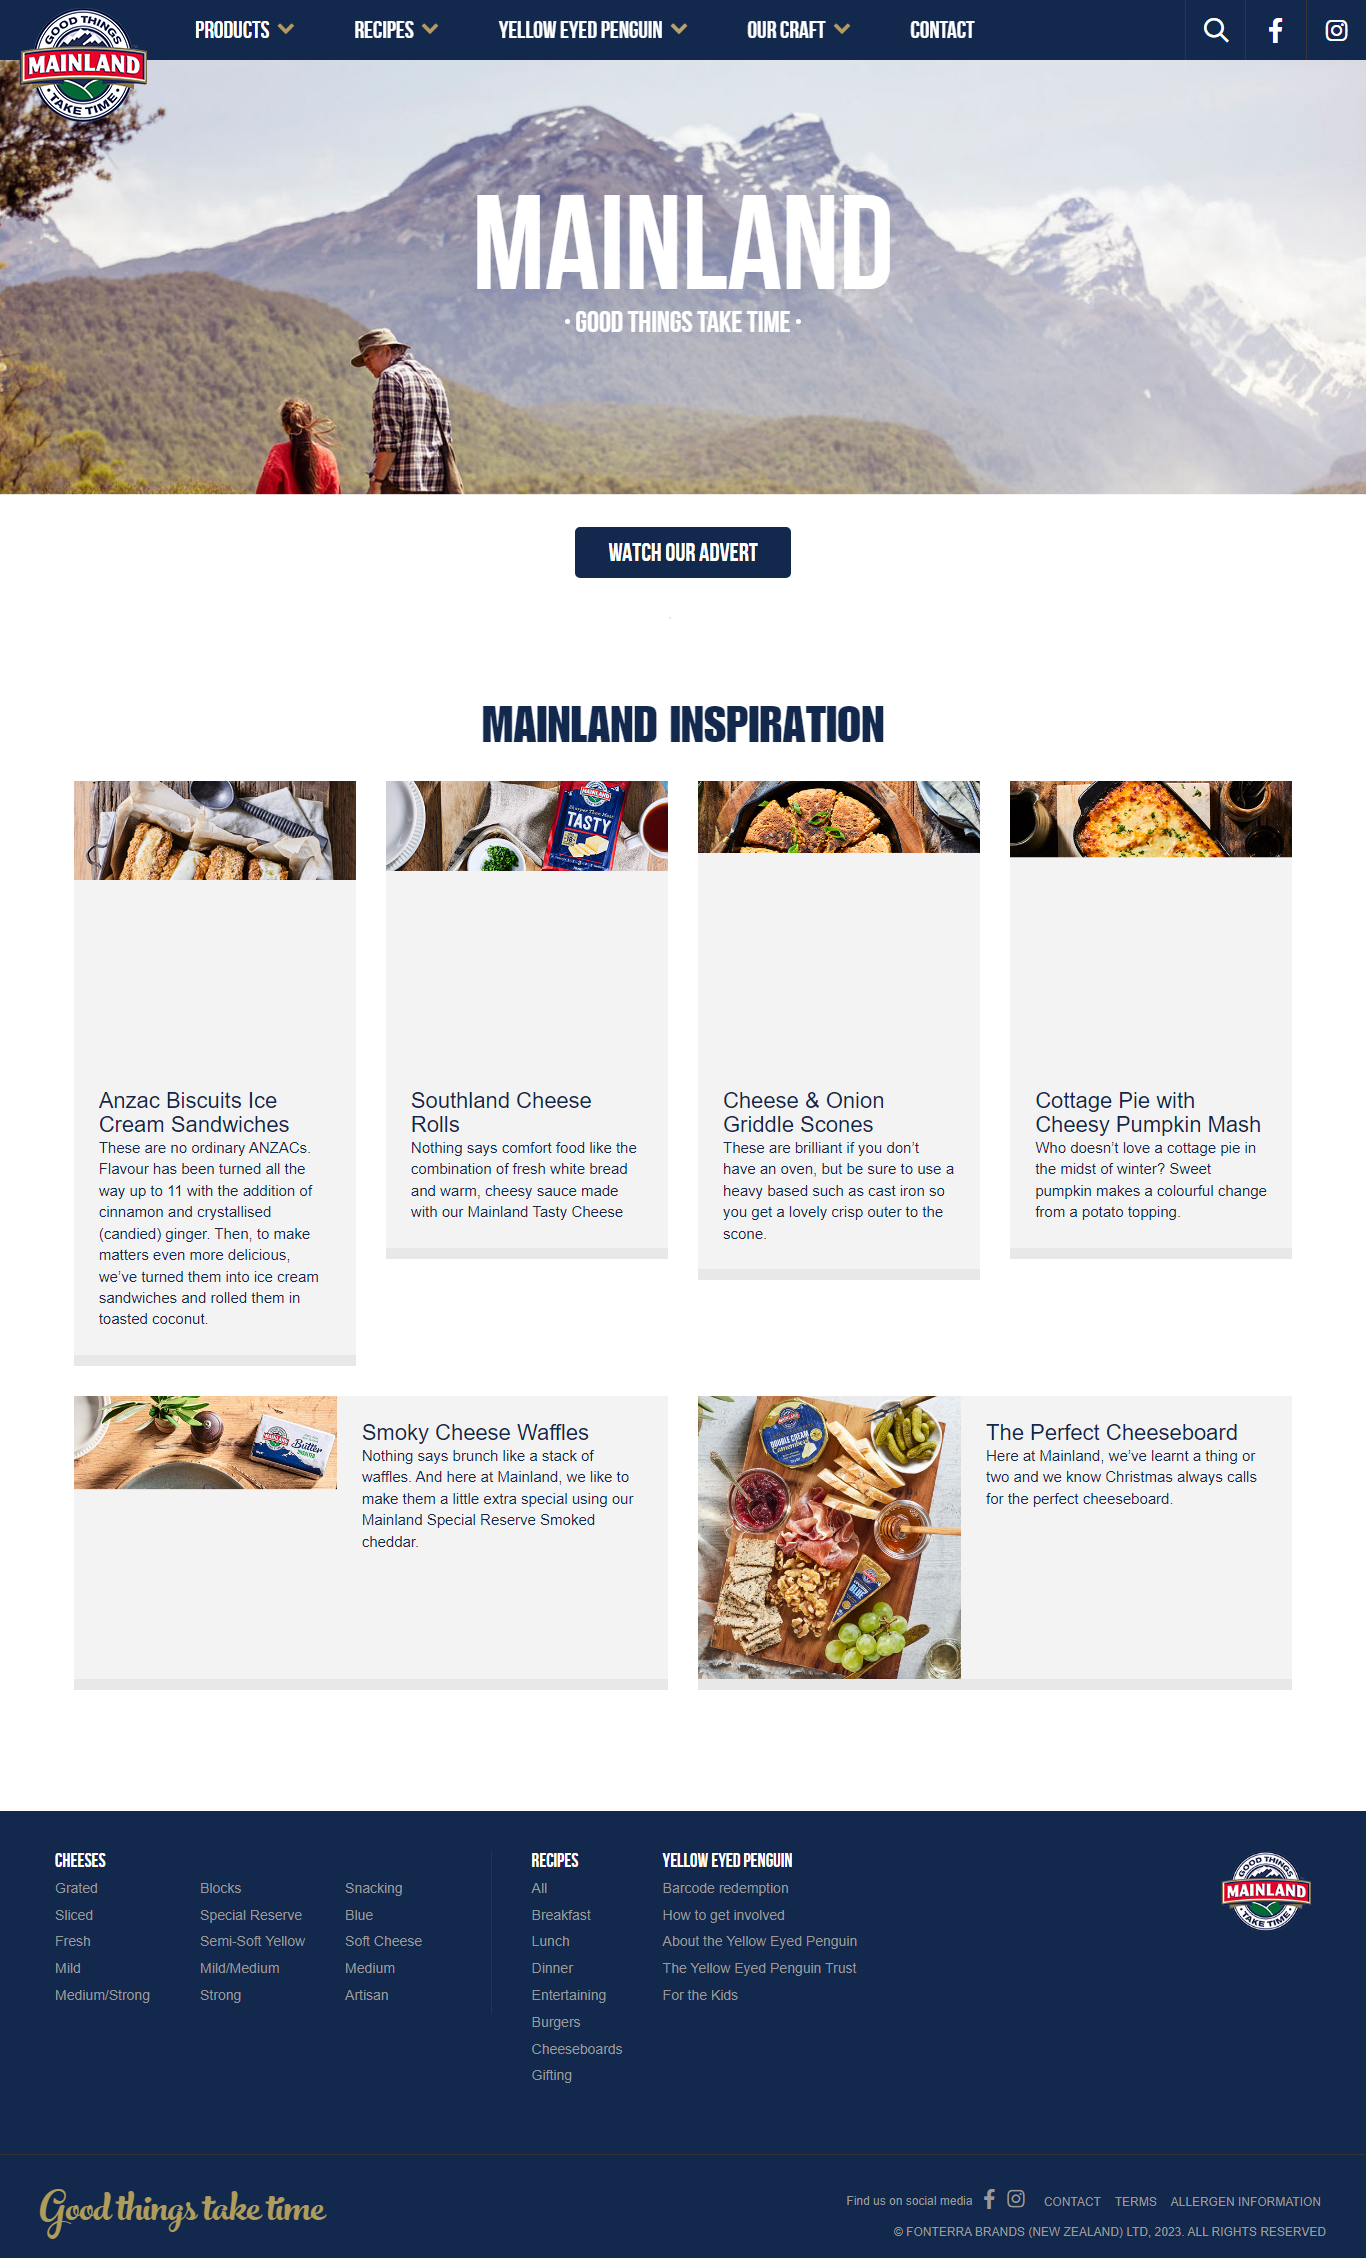 GOOD THINGS
MAINLAND
· TAKE TIME ·
PRODUCTS
RECIPES
YELLOW EYED PENGUIN
OUR CRAFT
CONTACT
MAINLAND
• GOOD THINGS TAKE TIME •
WATCH OUR ADVERT
MAINLAND INSPIRATION
MAINLAND
TASTY
Anzac Biscuits Ice
Cream Sandwiches
These are no ordinary ANZACs.
Flavour has been turned all the
way up to 11 with the addition of
cinnamon and crystallised
(candied) ginger. Then, to make
matters even more delicious,
we’ve turned them into ice cream
sandwiches and rolled them in
toasted coconut.
Southland Cheese
Rolls
Nothing says comfort food like the
combination of fresh white bread
and warm, cheesy sauce made
with our Mainland Tasty Cheese
Cheese & Onion
Griddle Scones
These are brilliant if you don’t
have an oven, but be sure to use a
heavy based such as cast iron so
you get a lovely crisp outer to the
scone.
Cottage Pie with
Cheesy Pumpkin Mash
Who doesn’t love a cottage pie in
the midst of winter? Sweet
pumpkin makes a colourful change
from a potato topping.
MAINLAND
Butter
Smoky Cheese Waffles
Nothing says brunch like a stack of
waffles. And here at Mainland, we like to
make them a little extra special using our
Mainland Special Reserve Smoked
cheddar.
MAINLAND
DOUBLE CREAM
Camembert
BLUE
The Perfect Cheeseboard
Here at Mainland, we’ve learnt a thing or
two and we know Christmas always calls
for the perfect cheeseboard.
CHEESES
Grated
Sliced
Fresh
Mild
Medium/Strong
Blocks
Special Reserve
Semi-Soft Yellow
Mild/Medium
Strong
Snacking
Blue
Soft Cheese
Medium
Artisan
RECIPES
All
Breakfast
Lunch
Dinner
Entertaining
Burgers
Cheeseboards
Gifting
YELLOW EYED PENGUIN
Barcode redemption
How to get involved
About the Yellow Eyed Penguin
The Yellow Eyed Penguin Trust
For the Kids
GOOD THINGS
MAINLAND
· TAKE TIME ·
Good things take time
Find us on social media
CONTACT
TERMS
ALLERGEN INFORMATION
© FONTERRA BRANDS (NEW ZEALAND) LTD, 2023. ALL RIGHTS RESERVED